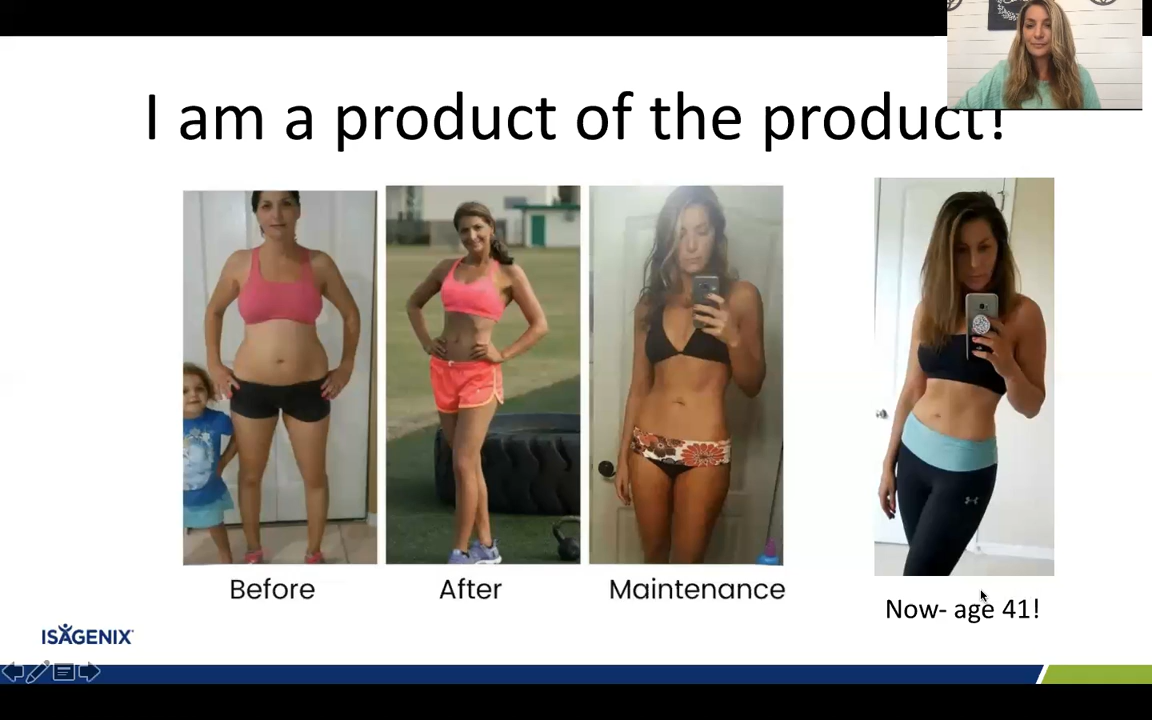 I am a product of the product!
Before
After
Maintenance
Now- age 41!
ISAGENIX